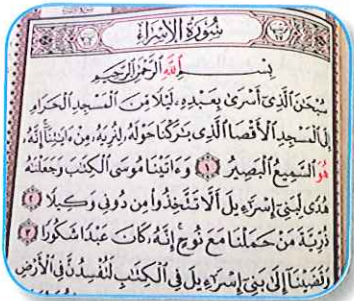 سُورَةُ الإِسْرَاءِ
بِسْمِ اللَّهِ الرَّحْمَٰنِ الرَّحِيمِ
سُبْحَٰنَ الَّذِىٓ أَسْرَىٰ بِعَبْدِهِۦ لَيْلًا مِّنَ الْمَسْجِدِ الْحَرَامِ
إِلَى الْمَسْجِدِ الْأَقْصَا الَّذِى بَٰرَكْنَا حَوْلَهُۥ لِنُرِيَهُۥ مِنْ ءَايَٰتِنَآ إِنَّهُۥ
هُوَ السَّمِيعُ الْبَصِيرُ ١ وَءَاتَيْنَا مُوسَى الْكِتَٰبَ وَجَعَلْنَٰهُ
هُدًى لِّبَنِىٓ إِسْرَٰٓءِيلَ أَلَّا تَتَّخِذُوا۟ مِن دُونِى وَكِيلًا ٢
ذُرِّيَّةَ مَنْ حَمَلْنَا مَعَ نُوحٍ إِنَّهُۥ كَانَ عَبْدًا شَكُورًا ٣
وَقَضَيْنَآ إِلَىٰ بَنِىٓ إِسْرَٰٓءِيلَ فِى الْكِتَٰبِ لَتُفْسِدُنَّ فِى الْأَرْضِ